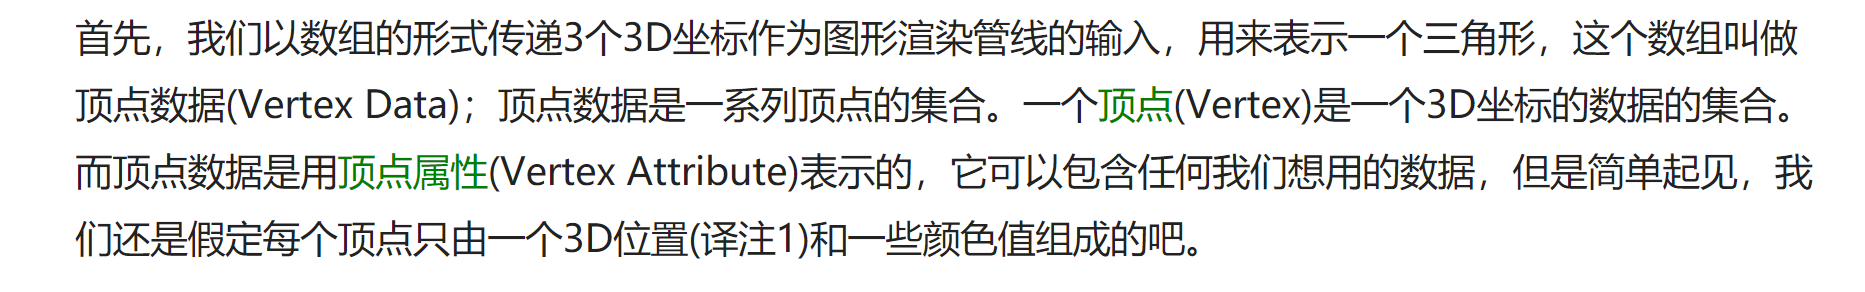 首先，我们以数组的形式传递3个3D坐标作为图形渲染管线的输入，用来表示一个三角形，这个数组叫做
顶点数据(Vertex Data)；顶点数据是一系列顶点的集合。一个顶点(Vertex)是一个3D坐标的数据的集合。
而顶点数据是用顶点属性(Vertex Attribute)表示的，它可以包含任何我们想用的数据，但是简单起见，我
们还是假定每个顶点只由一个3D位置(译注1)和一些颜色值组成的吧。